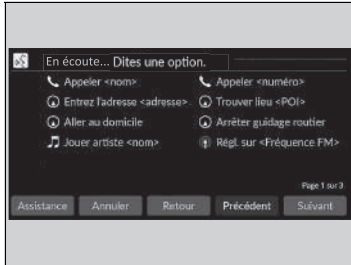 En écoute... Dites une option.
Appeler <nom> Appeler <numéro>
Entrez l'adresse <adresse> Trouver lieu <POI>
Aller au domicile Arrêter guidage routier
Jouer artiste <nom> Régl. sur <Fréquence FM>
Page 1 sur 3
Assistance Annuler Retour Précédent Suivant